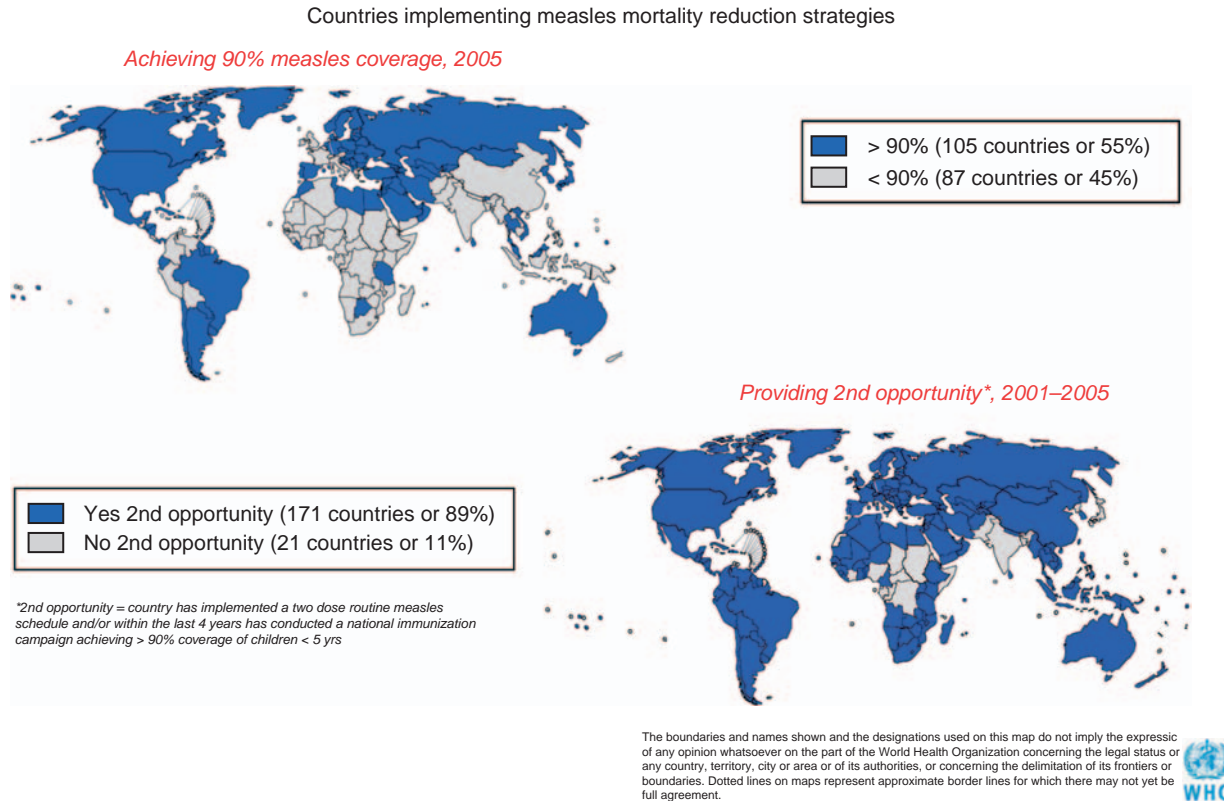 Countries implementing measles mortality reduction strategies
Achieving 90% measles coverage, 2005
> 90% (105 countries or 55%)
< 90% (87 countries or 45%)
Providing 2nd opportunity*, 2001–2005
Yes 2nd opportunity (171 countries or 89%)
No 2nd opportunity (21 countries or 11%)
*2nd opportunity = country has implemented a two dose routine measles
schedule and/or within the last 4 years has conducted a national immunization
campaign achieving > 90% coverage of children < 5 yrs
The boundaries and names shown and the designations used on this map do not imply the expressic
of any opinion whatsoever on the part of the World Health Organization concerning the legal status or
any country, territory, city or area or of its authorities, or concerning the delimitation of its frontiers or
boundaries. Dotted lines on maps represent approximate border lines for which there may not yet be
full agreement.
WHO